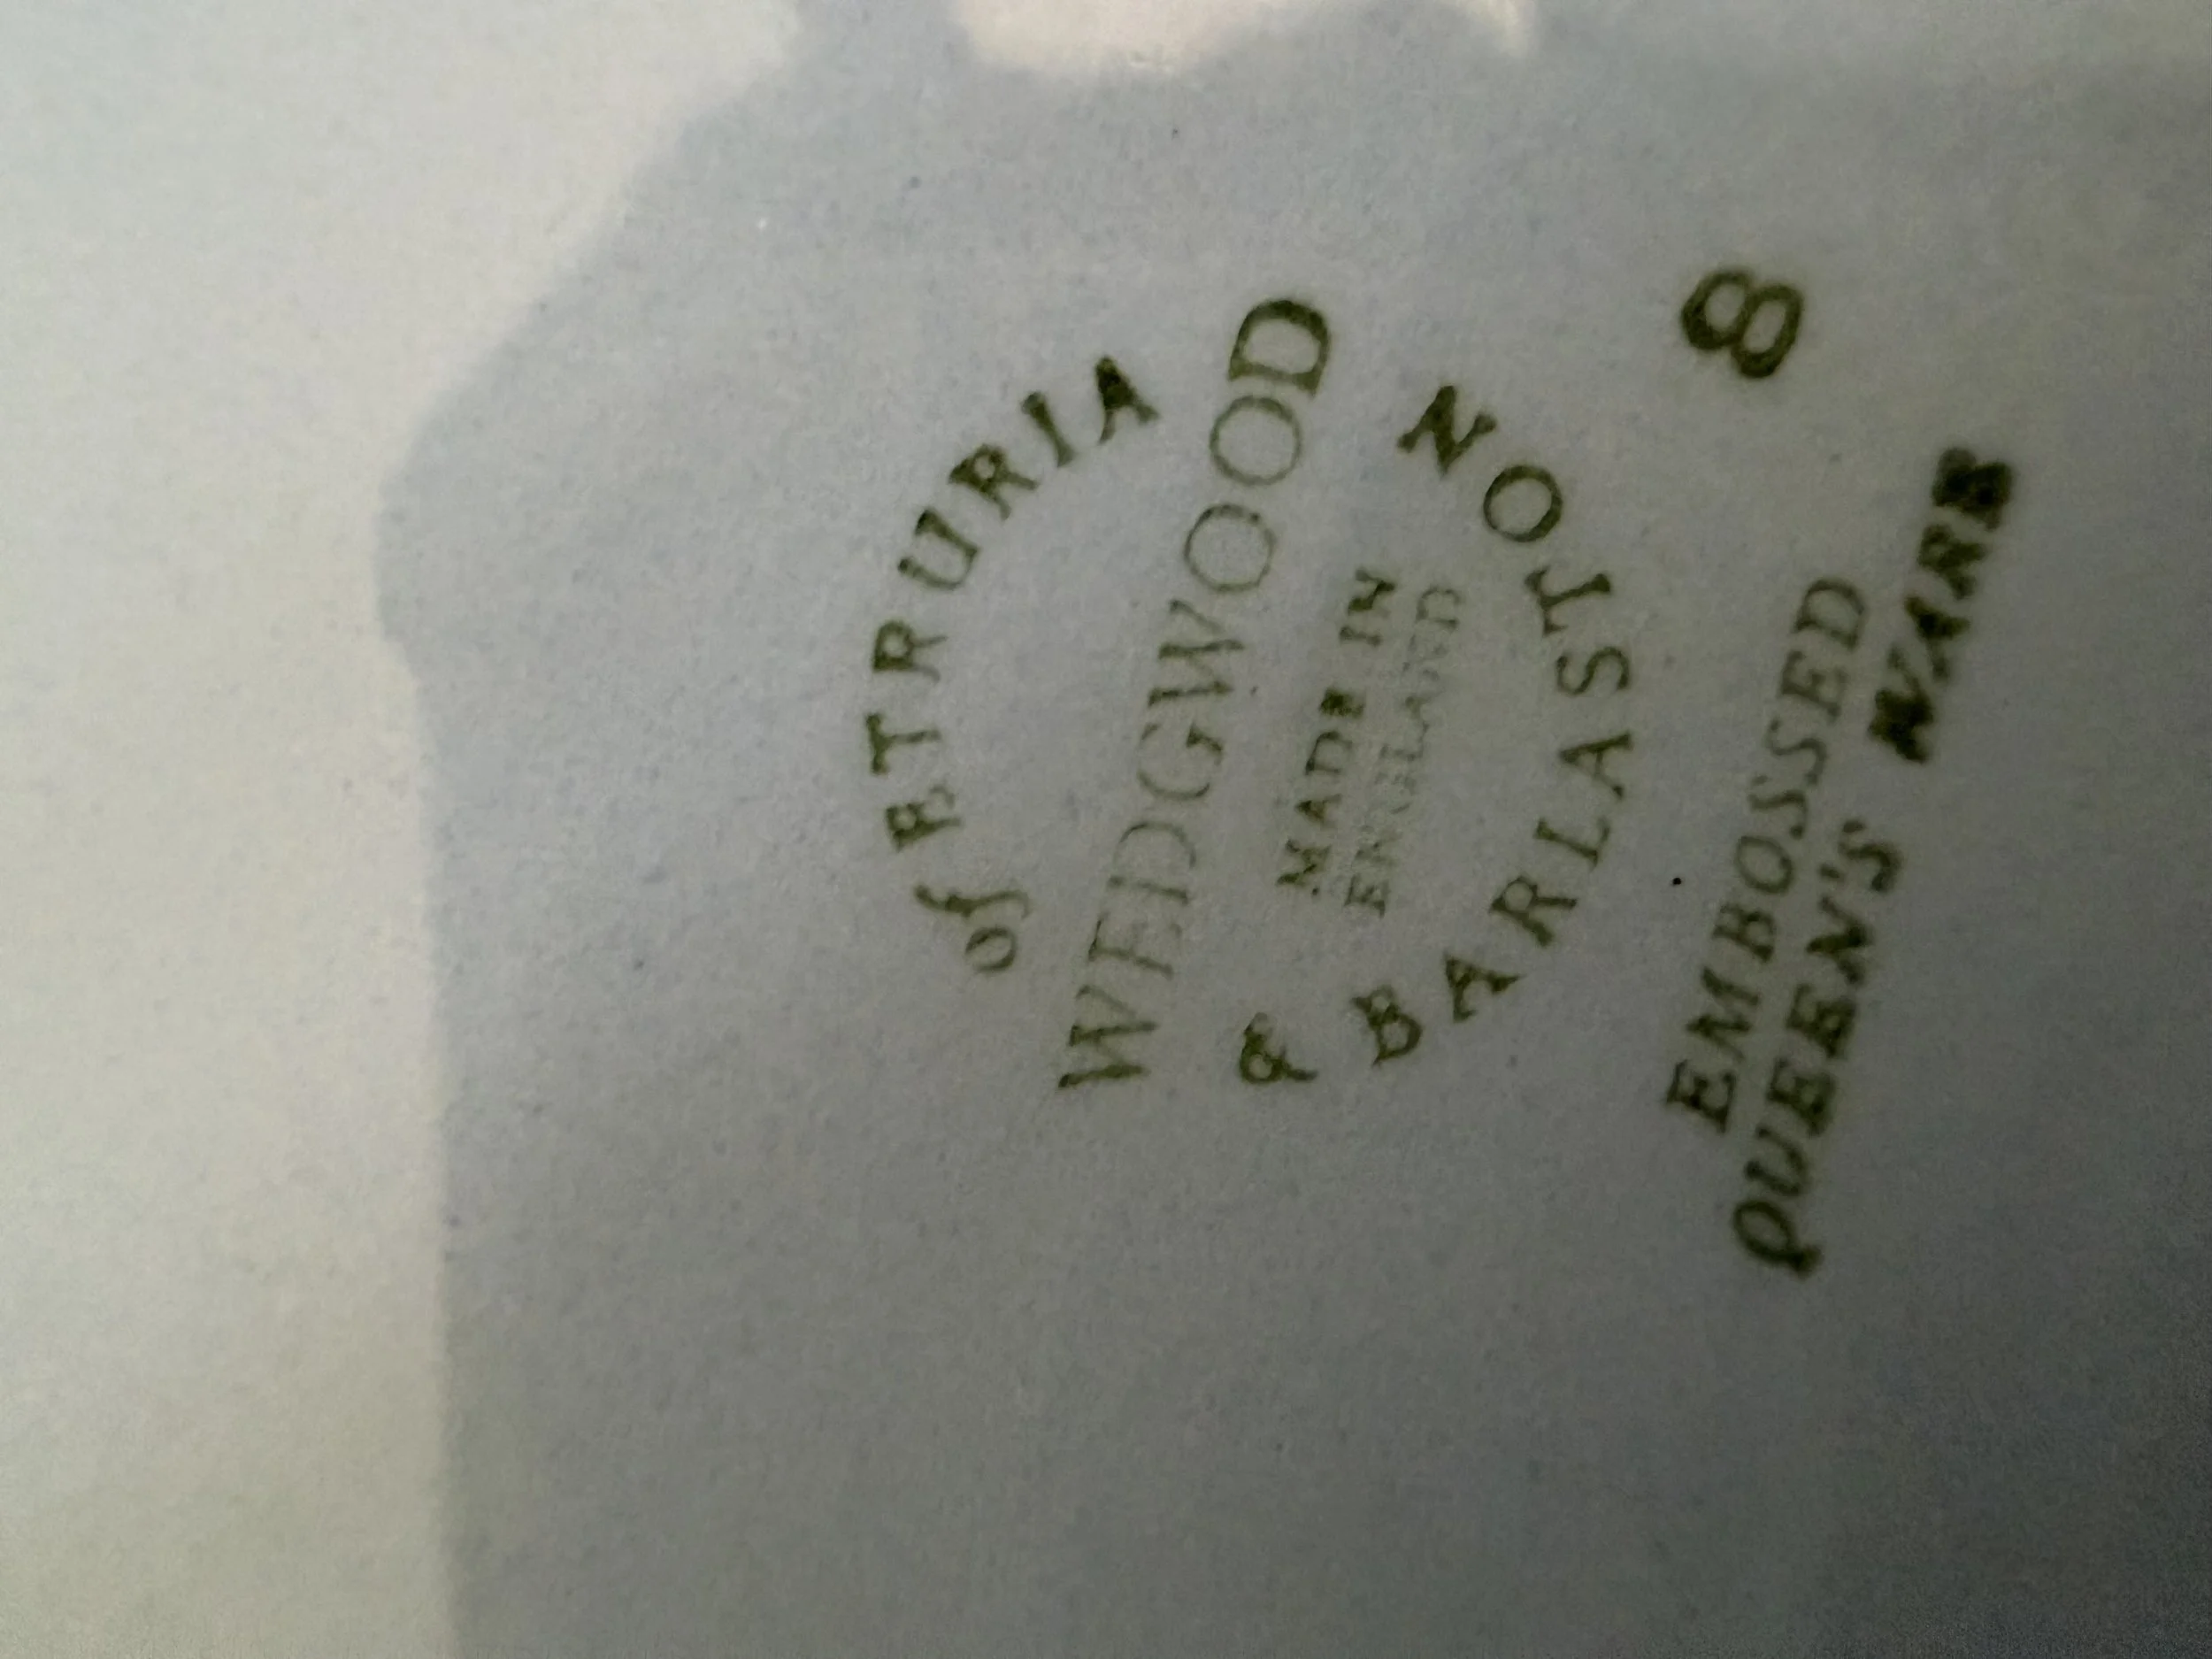 of ETRURIA
WEDGWOOD
MADE IN
ENGLAND
& BARLASTON
8
EMBOSSED
QUEEN'S WARE